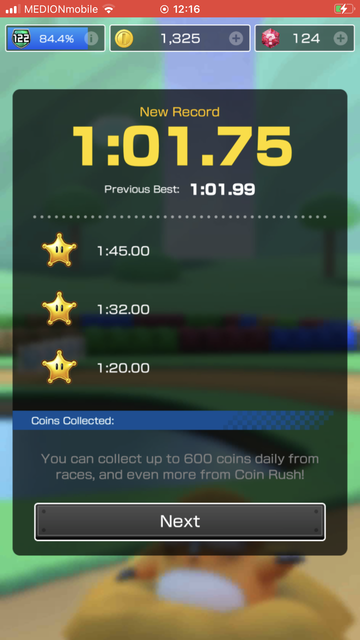 MEDIONmobile 12:16
122 84.4% i 1,325 + 124 +
New Record
1:01.75
Previous Best: 1:01.99
1:45.00
1:32.00
1:20.00
Coins Collected:
You can collect up to 600 coins daily from
races, and even more from Coin Rush!
Next